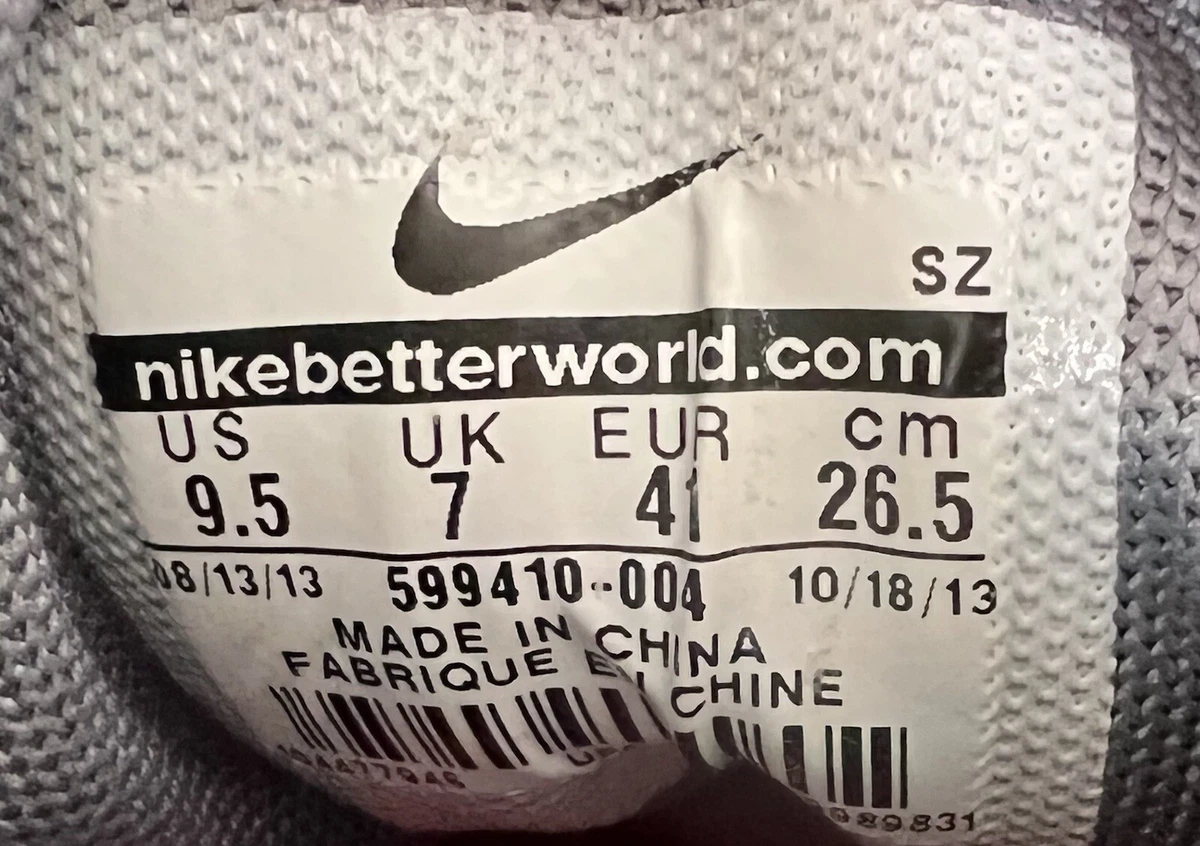 SZ
nikebetterworld.com
US UK EUR cm
9.5 7 41 26.5
08/13/13 599410-004 10/18/13
MADE IN CHINA
FABRIQUE EN CHINE